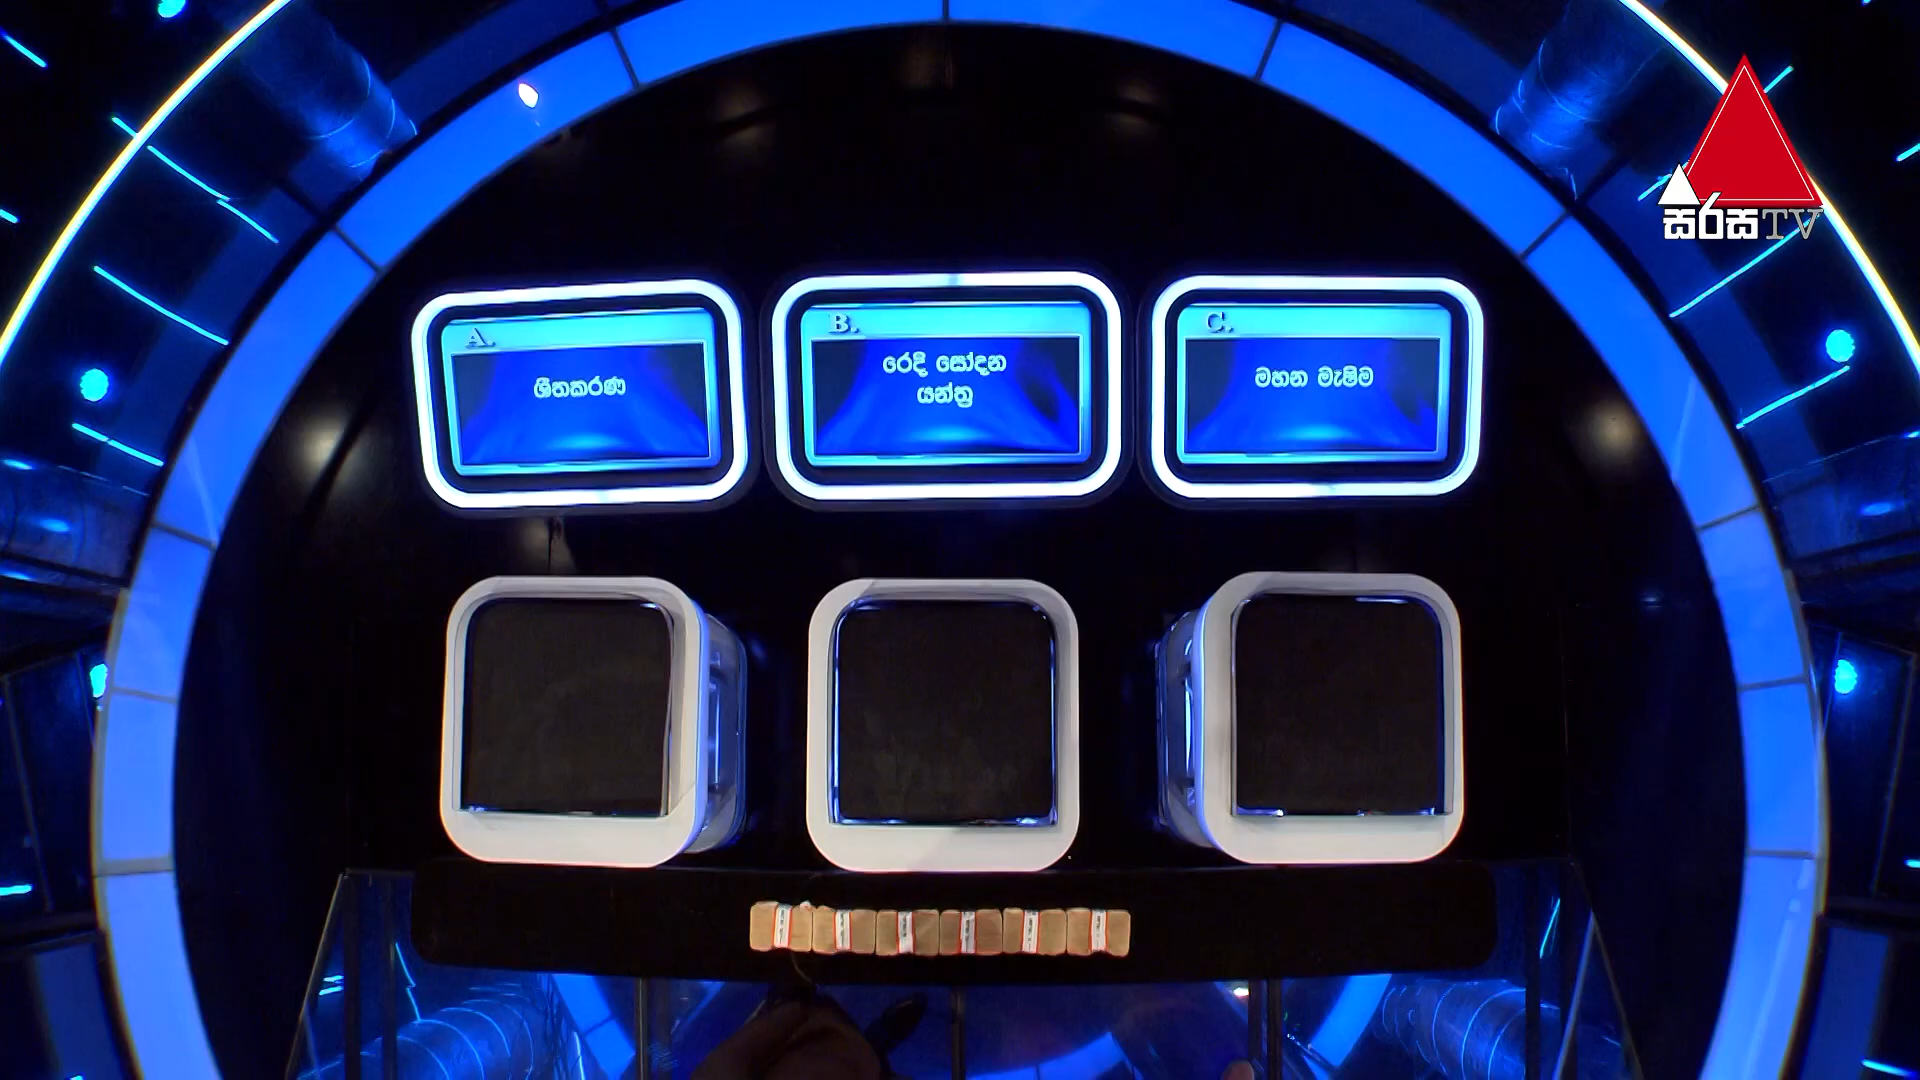 A.
ශීතකරණ
B.
රෙදි සෝදන
යන්ත්‍ර
C.
මහන මැෂිම
සිරස TV